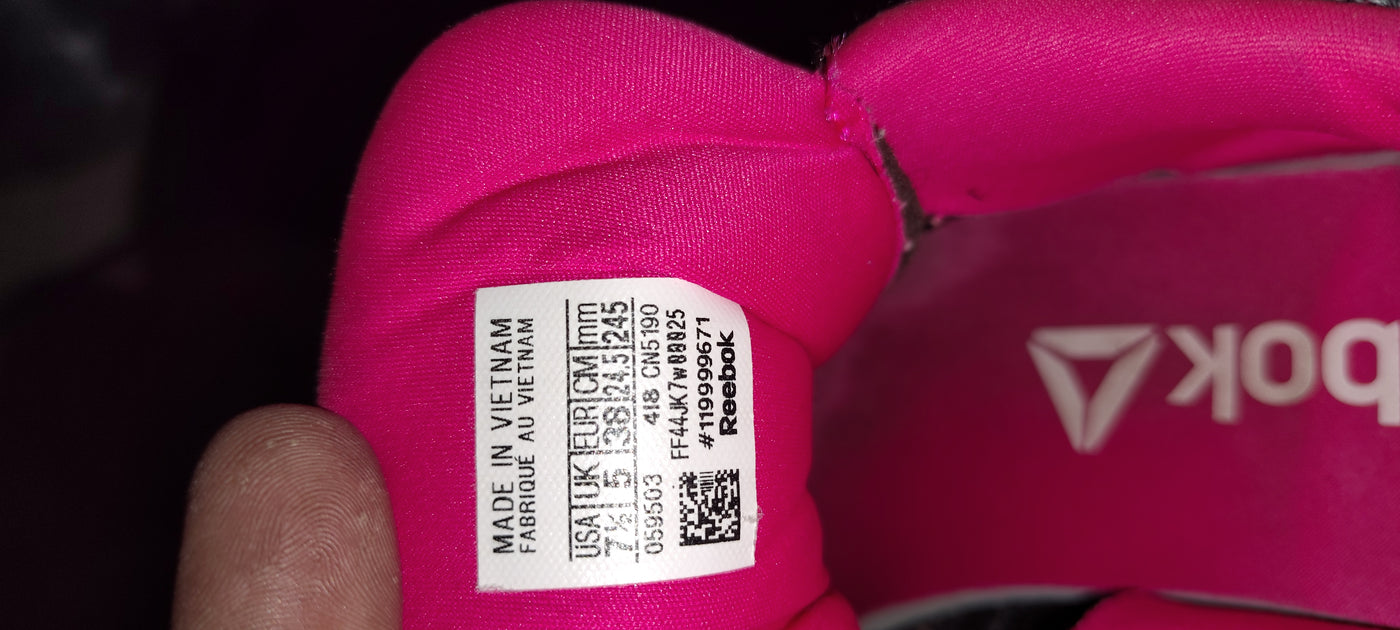 MADE IN VIETNAM
FABRIQUÉ AU VIETNAM
USA UK EUR CM mm
7½ 5 38 24.5 245
059503 418 CN5190
FF44JK7W00025
#119999671
Reebok
bok